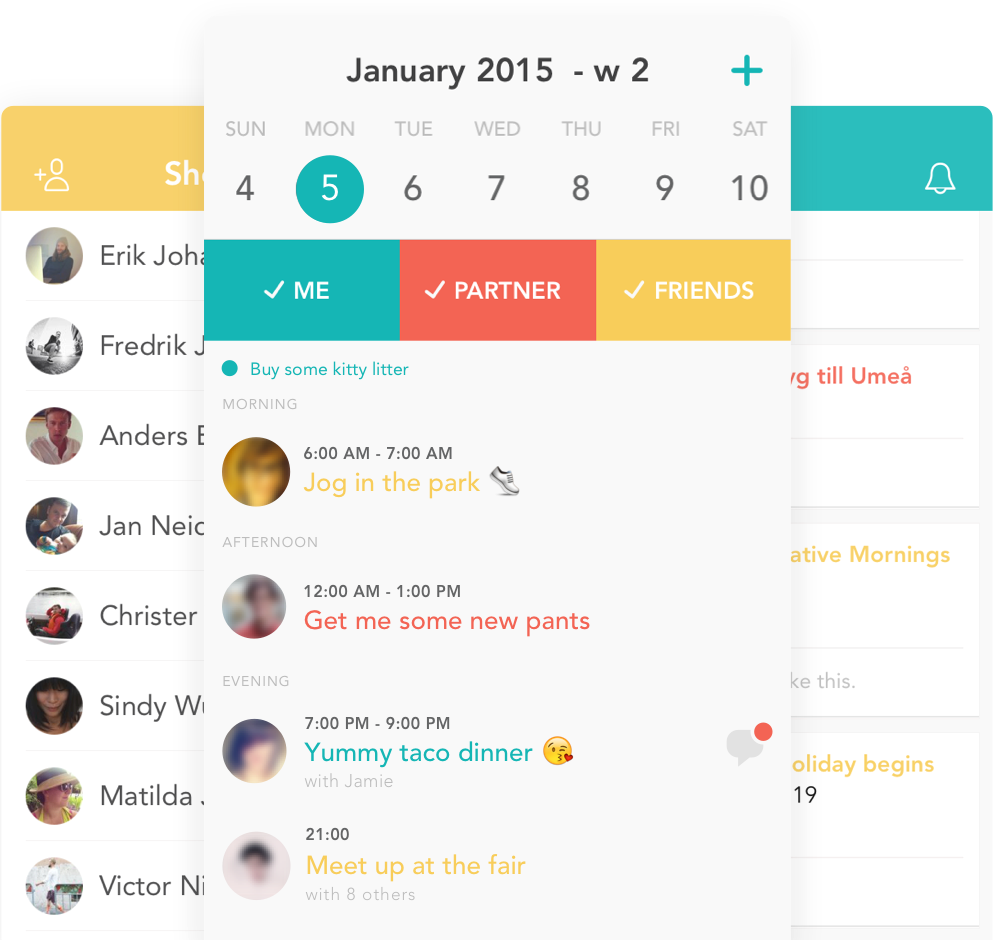 January 2015 - w 2
SUN MON TUE WED THU FRI SAT
4 5 6 7 8 9 10
ME PARTNER FRIENDS
Buy some kitty litter
MORNING
6:00 AM - 7:00 AM
Jog in the park
AFTERNOON
12:00 AM - 1:00 PM
Get me some new pants
EVENING
7:00 PM - 9:00 PM
Yummy taco dinner
with Jamie
21:00
Meet up at the fair
with 8 others
Sh
Erik Joha
Fredrik J
Anders
Jan Neic
Christer
Sindy Wu
Matilda J
Victor Ni
yg till Umeå
ative Mornings
ke this.
oliday begins
19